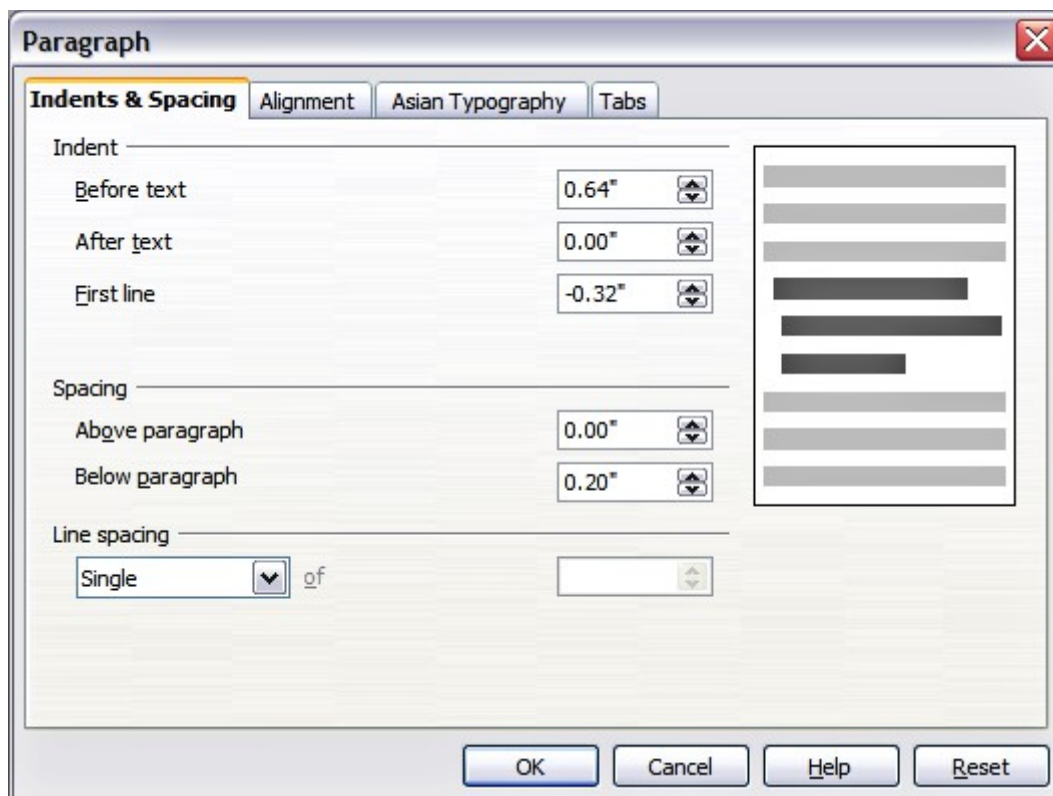 Paragraph
Indents & Spacing Alignment Asian Typography Tabs
Indent
Before text 0.64"
After text 0.00"
First line -0.32"
Spacing
Above paragraph 0.00"
Below paragraph 0.20"
Line spacing
Single of
OK Cancel Help Reset